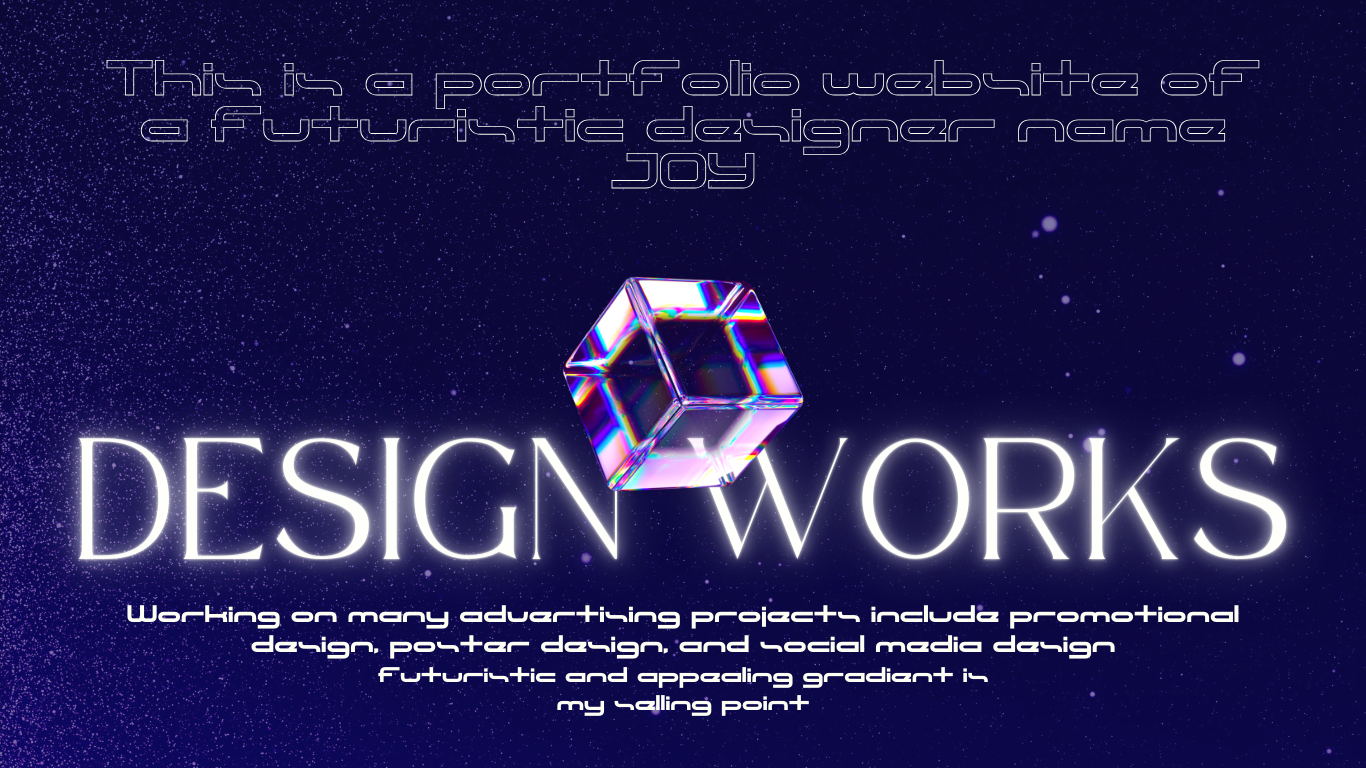 This is a portfolio website of
a futuristic designer name
JOY
DESIGN WORKS
Working on many advertising projects include promotional
design, poster design, and social media design
Futuristic and appealing gradient is
my selling point